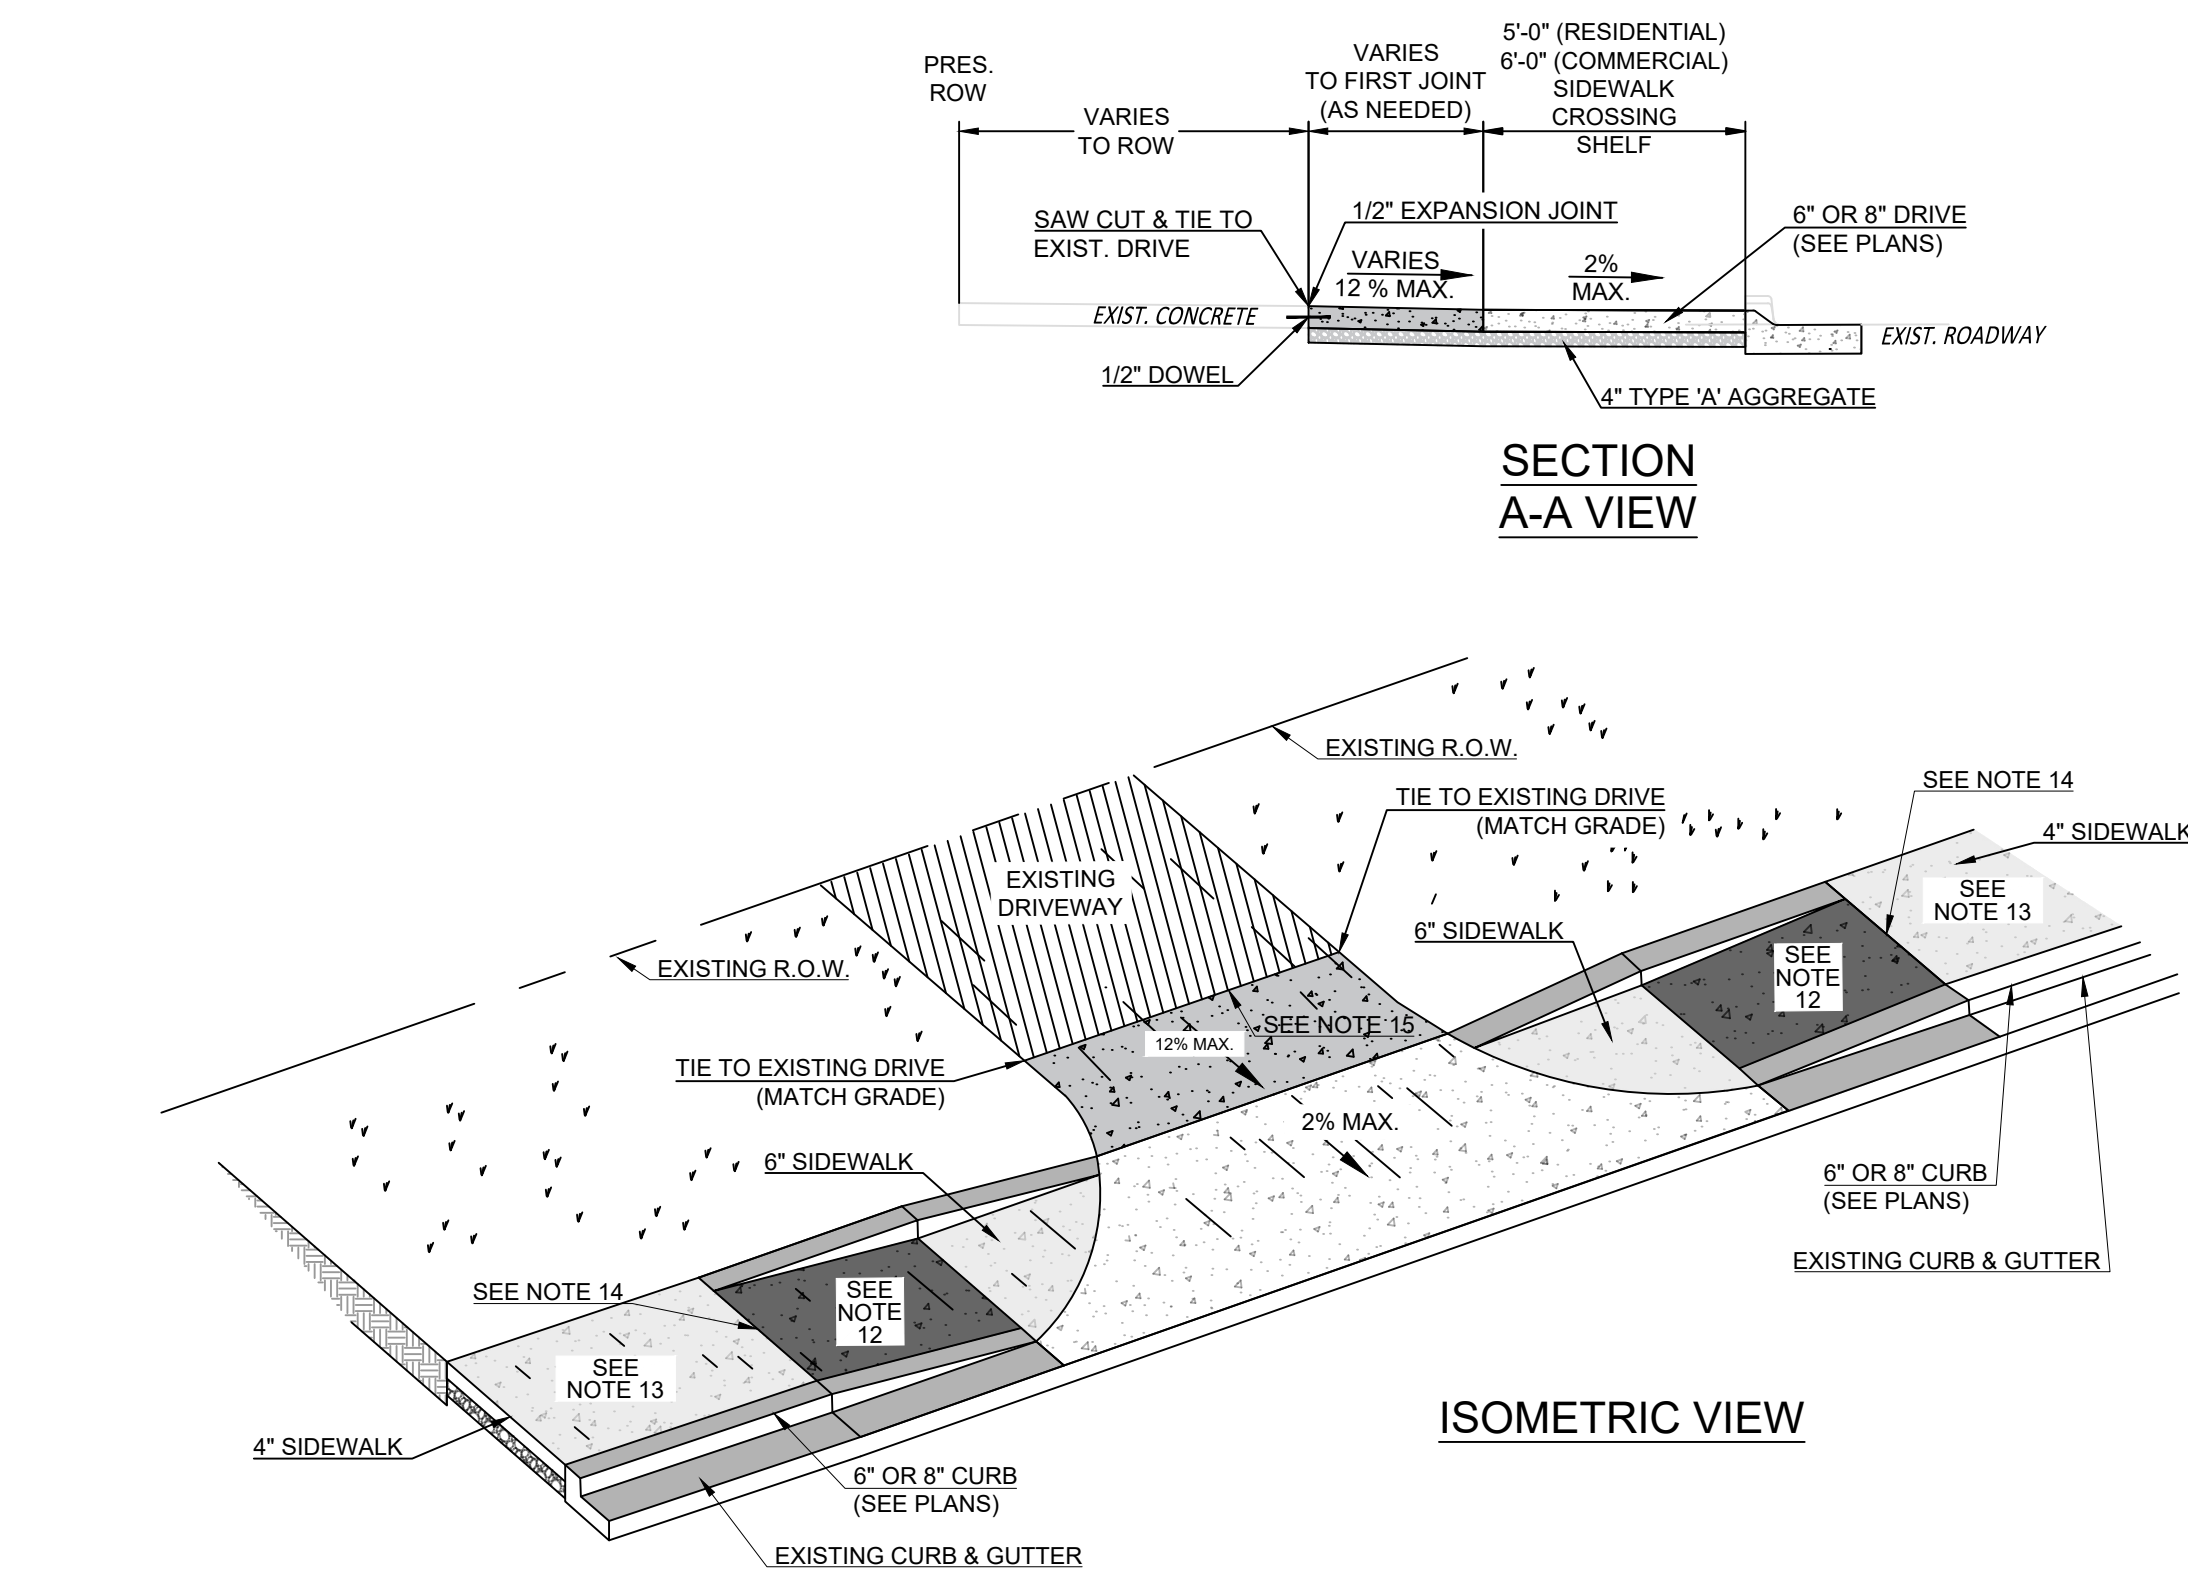 PRES.
ROW
VARIES
TO ROW
VARIES
TO FIRST JOINT
(AS NEEDED)
5'-0" (RESIDENTIAL)
6'-0" (COMMERCIAL)
SIDEWALK
CROSSING
SHELF
SAW CUT & TIE TO
EXIST. DRIVE
1/2" EXPANSION JOINT
6" OR 8" DRIVE
(SEE PLANS)
VARIES
12 % MAX.
2%
MAX.
EXIST. CONCRETE
EXIST. ROADWAY
1/2" DOWEL
4" TYPE 'A' AGGREGATE
SECTION
A-A VIEW
EXISTING R.O.W.
SEE NOTE 14
TIE TO EXISTING DRIVE
(MATCH GRADE)
4" SIDEWALK
EXISTING
DRIVEWAY
SEE
NOTE 13
6" SIDEWALK
SEE
NOTE
12
EXISTING R.O.W.
SEE NOTE 15
12% MAX.
TIE TO EXISTING DRIVE
(MATCH GRADE)
2% MAX.
6" SIDEWALK
6" OR 8" CURB
(SEE PLANS)
EXISTING CURB & GUTTER
SEE NOTE 14
SEE
NOTE
12
SEE
NOTE 13
4" SIDEWALK
ISOMETRIC VIEW
6" OR 8" CURB
(SEE PLANS)
EXISTING CURB & GUTTER